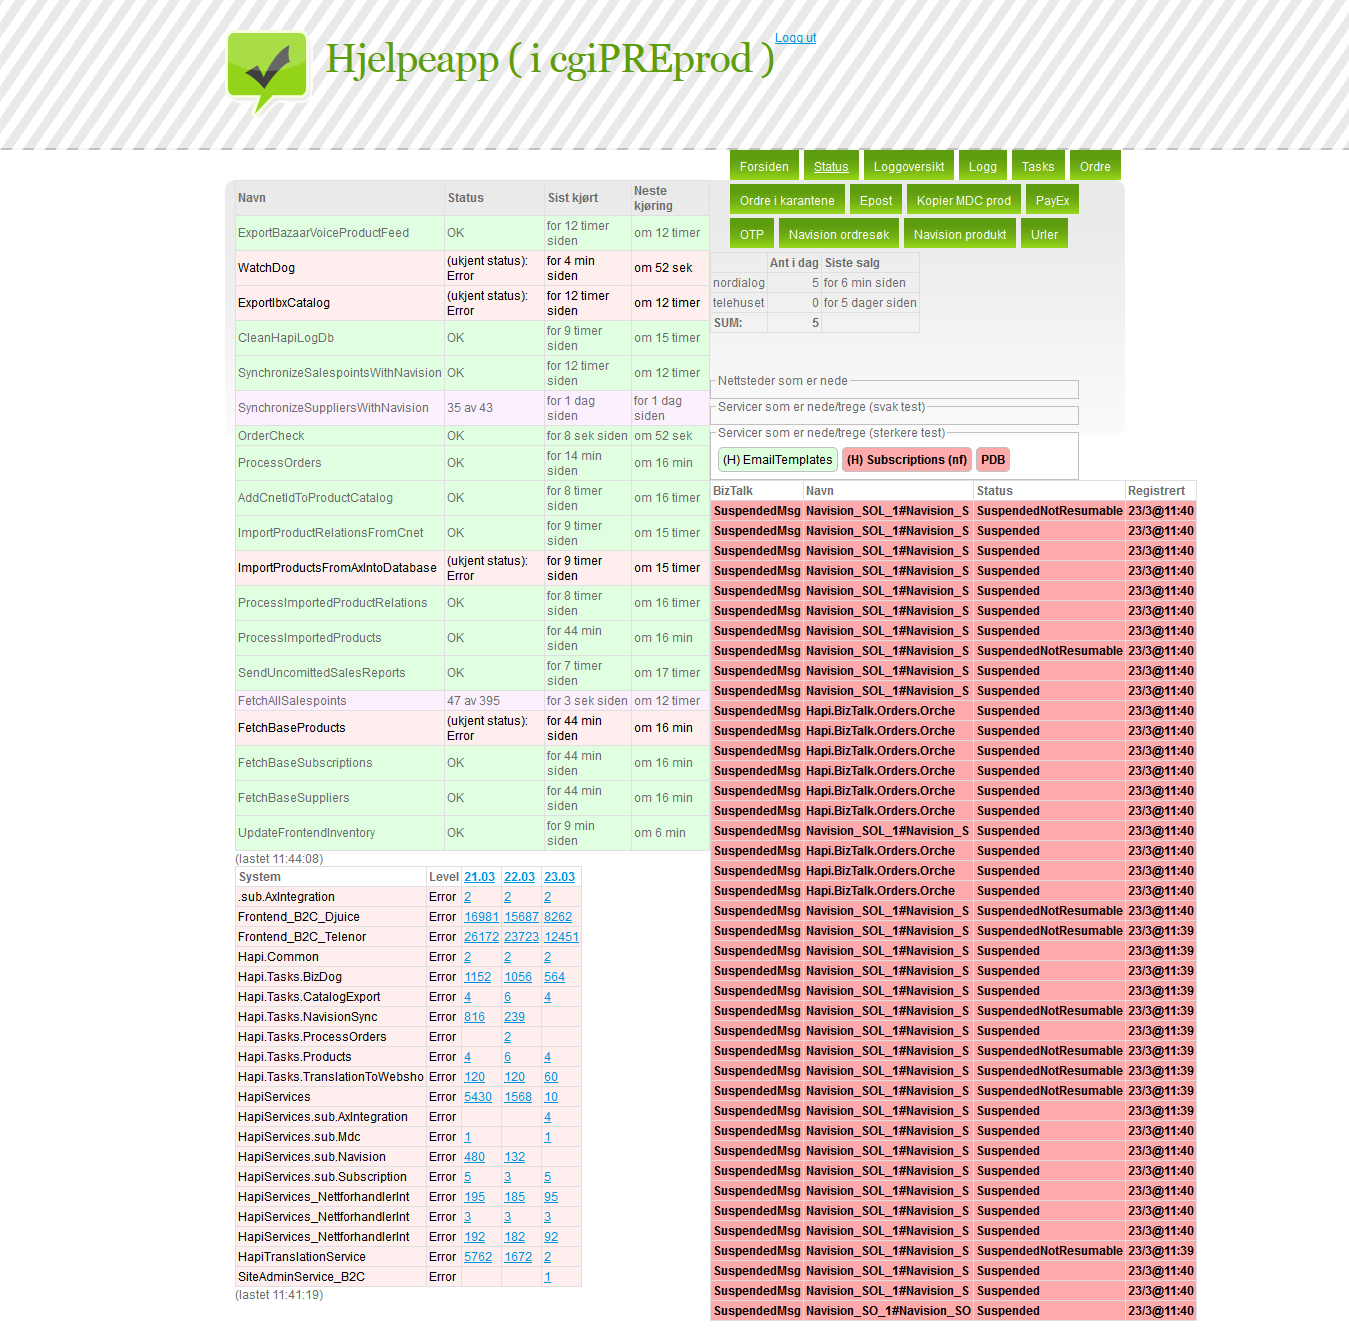 Hjelpeapp ( i cgiPREprod )
Logg ut
Forsiden Status Loggoversikt Logg Tasks Ordre
Ordre i karantene Epost Kopier MDC prod PayEx
OTP Navision ordresøk Navision produkt Urler
Navn Status Sist kjørt Neste kjøring
ExportBazaarVoiceProductFeed OK for 12 timer siden om 12 timer
WatchDog (ukjent status): Error for 4 min siden om 52 sek
ExportIbxCatalog (ukjent status): Error for 12 timer siden om 12 timer
CleanHapiLogDb OK for 9 timer siden om 15 timer
SynchronizeSalespointsWithNavision OK for 12 timer siden om 12 timer
SynchronizeSuppliersWithNavision 35 av 43 for 1 dag siden for 1 dag siden
OrderCheck OK for 8 sek siden om 52 sek
ProcessOrders OK for 14 min siden om 16 min
AddCnetIdToProductCatalog OK for 8 timer siden om 16 timer
ImportProductRelationsFromCnet OK for 9 timer siden om 15 timer
ImportProductsFromAxIntoDatabase (ukjent status): Error for 9 timer siden om 15 timer
ProcessImportedProductRelations OK for 8 timer siden om 16 timer
ProcessImportedProducts OK for 44 min siden om 16 min
SendUncomittedSalesReports OK for 7 timer siden om 17 timer
FetchAllSalespoints 47 av 395 for 3 sek siden om 12 timer
FetchBaseProducts (ukjent status): Error for 44 min siden om 16 min
FetchBaseSubscriptions OK for 44 min siden om 16 min
FetchBaseSuppliers OK for 44 min siden om 16 min
UpdateFrontendInventory OK for 9 min siden om 6 min
(lastet 11:44:08)
System Level 21.03 22.03 23.03
.sub.AxIntegration Error 2 2 2
Frontend_B2C_Djuice Error 16981 15687 8262
Frontend_B2C_Telenor Error 26172 23723 12451
Hapi.Common Error 2 2 2
Hapi.Tasks.BizDog Error 1152 1056 564
Hapi.Tasks.CatalogExport Error 4 6 4
Hapi.Tasks.NavisionSync Error 816 239
Hapi.Tasks.ProcessOrders Error 2
Hapi.Tasks.Products Error 4 6 4
Hapi.Tasks.TranslationToWebsho Error 120 120 60
HapiServices Error 5430 1568 10
HapiServices.sub.AxIntegration Error 4
HapiServices.sub.Mdc Error 1 1
HapiServices.sub.Navision Error 480 132
HapiServices.sub.Subscription Error 5 3 5
HapiServices_NettforhandlerInt Error 195 185 95
HapiServices_NettforhandlerInt Error 3 3 3
HapiServices_NettforhandlerInt Error 192 182 92
HapiTranslationService Error 5762 1672 2
SiteAdminService_B2C Error 1
(lastet 11:41:19)
Ant i dag Siste salg
nordialog 5 for 6 min siden
telehuset 0 for 5 dager siden
SUM: 5
Nettsteder som er nede
Servicer som er nede/trege (svak test)
Servicer som er nede/trege (sterkere test)
(H) EmailTemplates (H) Subscriptions (nf) PDB
BizTalk Navn Status Registrert
SuspendedMsg Navision_SOL_1#Navision_S SuspendedNotResumable 23/3@11:40
SuspendedMsg Navision_SOL_1#Navision_S Suspended 23/3@11:40
SuspendedMsg Navision_SOL_1#Navision_S Suspended 23/3@11:40
SuspendedMsg Navision_SOL_1#Navision_S Suspended 23/3@11:40
SuspendedMsg Navision_SOL_1#Navision_S Suspended 23/3@11:40
SuspendedMsg Navision_SOL_1#Navision_S Suspended 23/3@11:40
SuspendedMsg Navision_SOL_1#Navision_S Suspended 23/3@11:40
SuspendedMsg Navision_SOL_1#Navision_S SuspendedNotResumable 23/3@11:40
SuspendedMsg Navision_SOL_1#Navision_S Suspended 23/3@11:40
SuspendedMsg Navision_SOL_1#Navision_S Suspended 23/3@11:40
SuspendedMsg Hapi.BizTalk.Orders.Orche Suspended 23/3@11:40
SuspendedMsg Hapi.BizTalk.Orders.Orche Suspended 23/3@11:40
SuspendedMsg Hapi.BizTalk.Orders.Orche Suspended 23/3@11:40
SuspendedMsg Hapi.BizTalk.Orders.Orche Suspended 23/3@11:40
SuspendedMsg Hapi.BizTalk.Orders.Orche Suspended 23/3@11:40
SuspendedMsg Hapi.BizTalk.Orders.Orche Suspended 23/3@11:40
SuspendedMsg Navision_SOL_1#Navision_S Suspended 23/3@11:40
SuspendedMsg Hapi.BizTalk.Orders.Orche Suspended 23/3@11:40
SuspendedMsg Hapi.BizTalk.Orders.Orche Suspended 23/3@11:40
SuspendedMsg Hapi.BizTalk.Orders.Orche Suspended 23/3@11:40
SuspendedMsg Navision_SOL_1#Navision_S SuspendedNotResumable 23/3@11:40
SuspendedMsg Navision_SOL_1#Navision_S SuspendedNotResumable 23/3@11:39
SuspendedMsg Navision_SOL_1#Navision_S Suspended 23/3@11:39
SuspendedMsg Navision_SOL_1#Navision_S Suspended 23/3@11:39
SuspendedMsg Navision_SOL_1#Navision_S Suspended 23/3@11:39
SuspendedMsg Navision_SOL_1#Navision_S SuspendedNotResumable 23/3@11:39
SuspendedMsg Navision_SOL_1#Navision_S Suspended 23/3@11:39
SuspendedMsg Navision_SOL_1#Navision_S SuspendedNotResumable 23/3@11:39
SuspendedMsg Navision_SOL_1#Navision_S SuspendedNotResumable 23/3@11:39
SuspendedMsg Navision_SOL_1#Navision_S SuspendedNotResumable 23/3@11:39
SuspendedMsg Navision_SOL_1#Navision_S Suspended 23/3@11:39
SuspendedMsg Navision_SOL_1#Navision_S Suspended 23/3@11:40
SuspendedMsg Navision_SOL_1#Navision_S Suspended 23/3@11:40
SuspendedMsg Navision_SOL_1#Navision_S Suspended 23/3@11:40
SuspendedMsg Navision_SOL_1#Navision_S Suspended 23/3@11:40
SuspendedMsg Navision_SOL_1#Navision_S Suspended 23/3@11:40
SuspendedMsg Navision_SOL_1#Navision_S Suspended 23/3@11:40
SuspendedMsg Navision_SOL_1#Navision_S SuspendedNotResumable 23/3@11:39
SuspendedMsg Navision_SOL_1#Navision_S Suspended 23/3@11:40
SuspendedMsg Navision_SOL_1#Navision_S Suspended 23/3@11:40
SuspendedMsg Navision_SO_1#Navision_SO Suspended 23/3@11:40